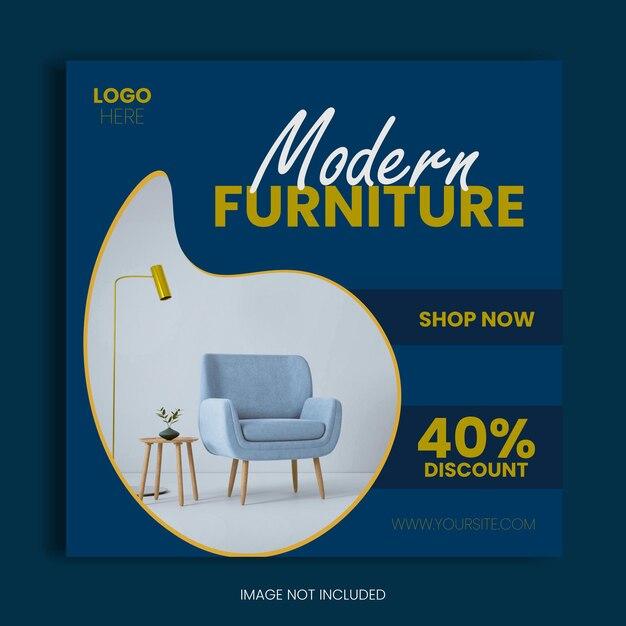 LOGO
HERE
Modern
FURNITURE
SHOP NOW
40%
DISCOUNT
WWW.YOURSITE.COM
IMAGE NOT INCLUDED